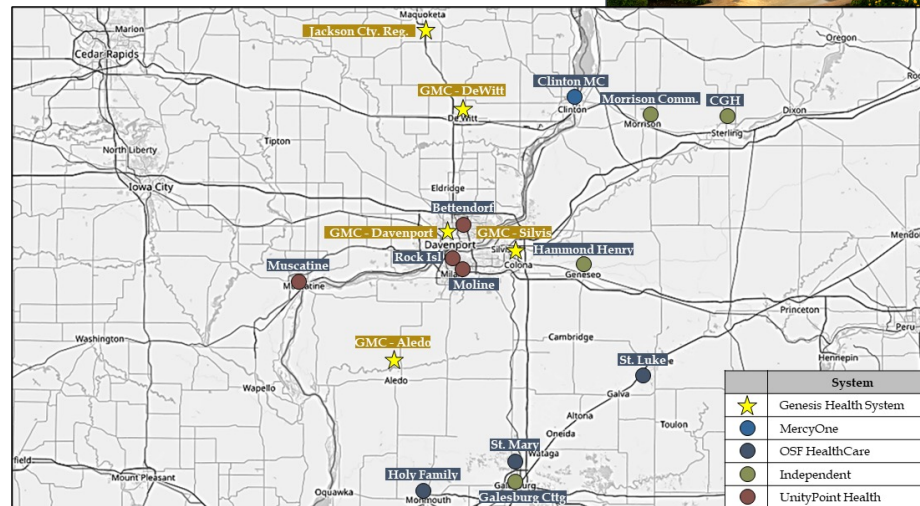 Maquoketa
Marion
Jackson Cty. Reg.
Oregon
Cedar Rapids
Clinton MC
GMC - DeWitt
Morrison Comm.
CGH
Clinton
Dixon
De Witt
Morrison
Sterling
Tipton
North Liberty
Iowa City
Eldridge
Bettendorf
GMC - Davenport
GMC - Silvis
Davenport
Hammond Henry
Rock Isl
Colona
Geneseo
Muscatine
Moline
Princeton
Peru
Washington
Cambridge
Hennepin
GMC - Aledo
St. Luke
Wapello
Aledo
Galva
System
Altona
Toulon
Genesis Health System
Oneida
MercyOne
St. Mary
Wataga
OSF HealthCare
Holy Family
Independent
Mount Pleasant
Oquawka
Monmouth
Galesburg Cttg
UnityPoint Health